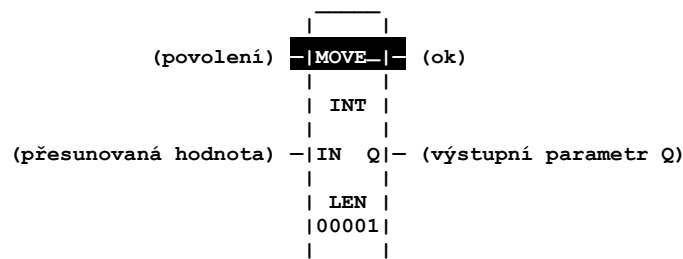 (povolení) MOVE (ok)
INT
(přesunovaná hodnota) IN Q (výstupní parametr Q)
LEN
00001